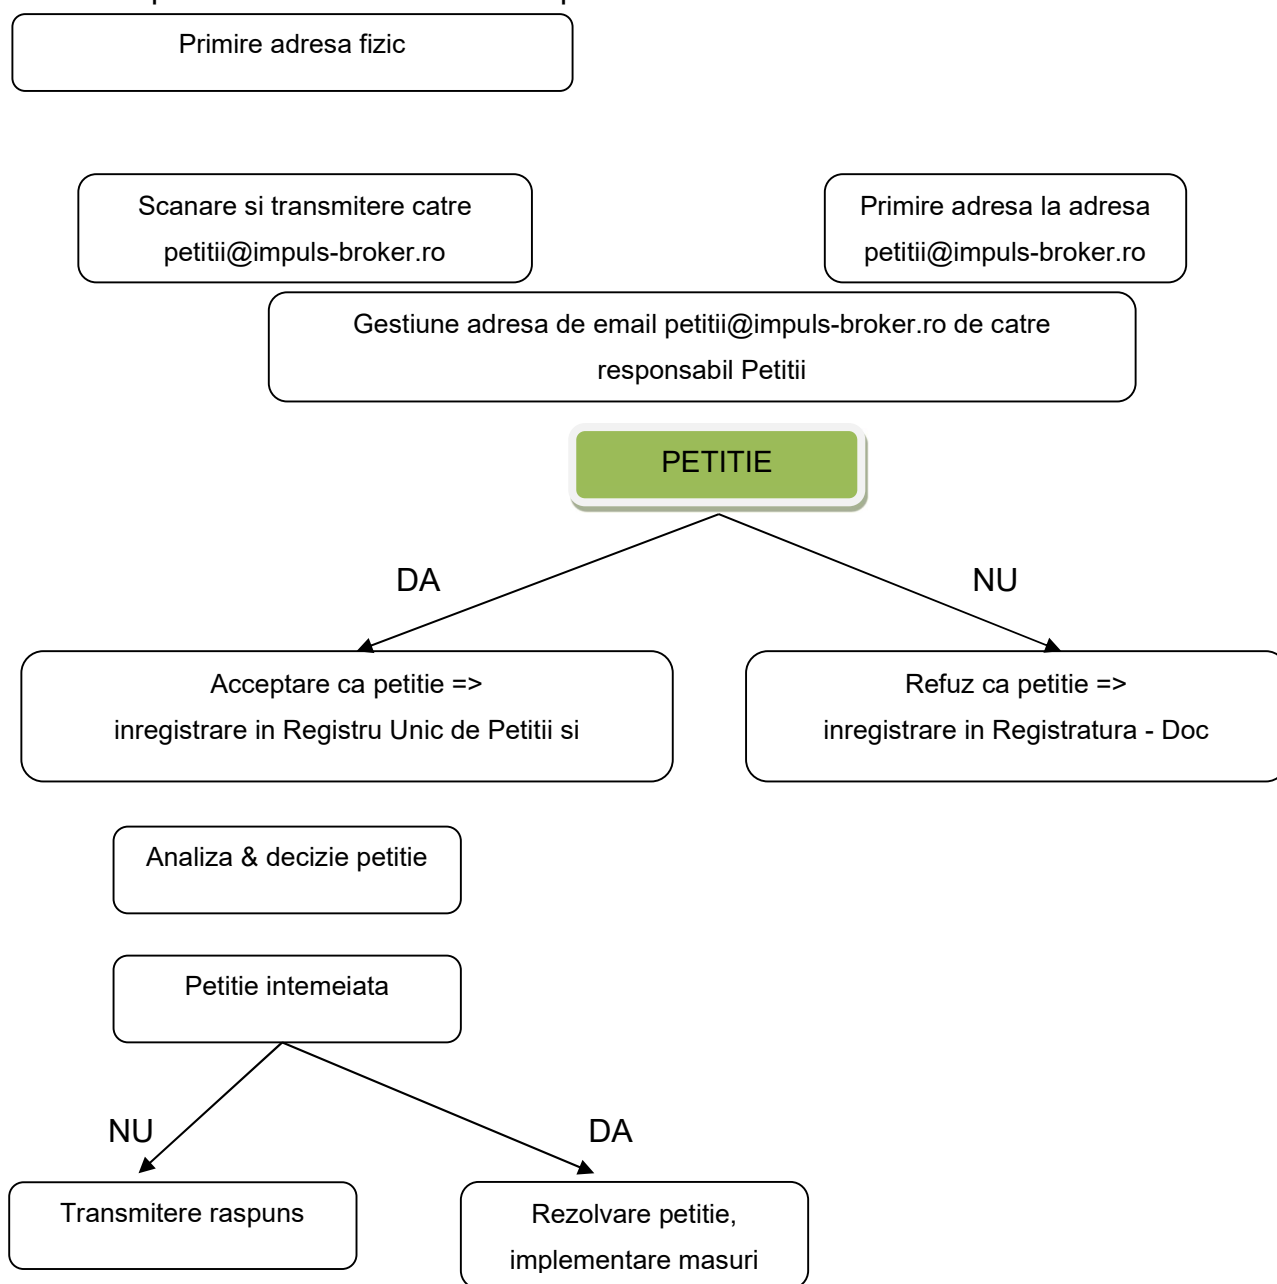 Primire adresa fizic
Scanare si transmitere catre
petitii@impuls-broker.ro
Primire adresa la adresa
petitii@impuls-broker.ro
Gestiune adresa de email petitii@impuls-broker.ro de catre
responsabil Petitii
PETITIE
DA
NU
Acceptare ca petitie =>
inregistrare in Registru Unic de Petitii si
Refuz ca petitie =>
inregistrare in Registratura - Doc
Analiza & decizie petitie
Petitie intemeiata
NU
DA
Transmitere raspuns
Rezolvare petitie,
implementare masuri